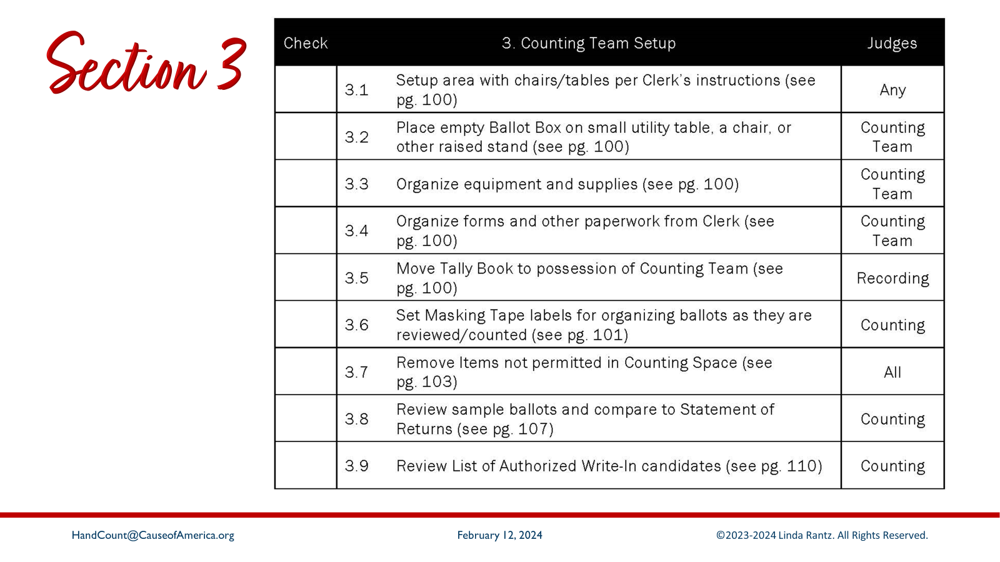 Section 3
Check 3. Counting Team Setup Judges
3.1 Setup area with chairs/tables per Clerk's instructions (see
pg. 100) Any
3.2 Place empty Ballot Box on small utility table, a chair, or
other raised stand (see pg. 100) Counting
Team
3.3 Organize equipment and supplies (see pg. 100) Counting
Team
3.4 Organize forms and other paperwork from Clerk (see
pg. 100) Counting
Team
3.5 Move Tally Book to possession of Counting Team (see
pg. 100) Recording
3.6 Set Masking Tape labels for organizing ballots as they are
reviewed/counted (see pg. 101) Counting
3.7 Remove Items not permitted in Counting Space (see
pg. 103) All
3.8 Review sample ballots and compare to Statement of
Returns (see pg. 107) Counting
3.9 Review List of Authorized Write-In candidates (see pg. 110) Counting
HandCount@CauseofAmerica.org February 12, 2024 ©2023-2024 Linda Rantz. All Rights Reserved.